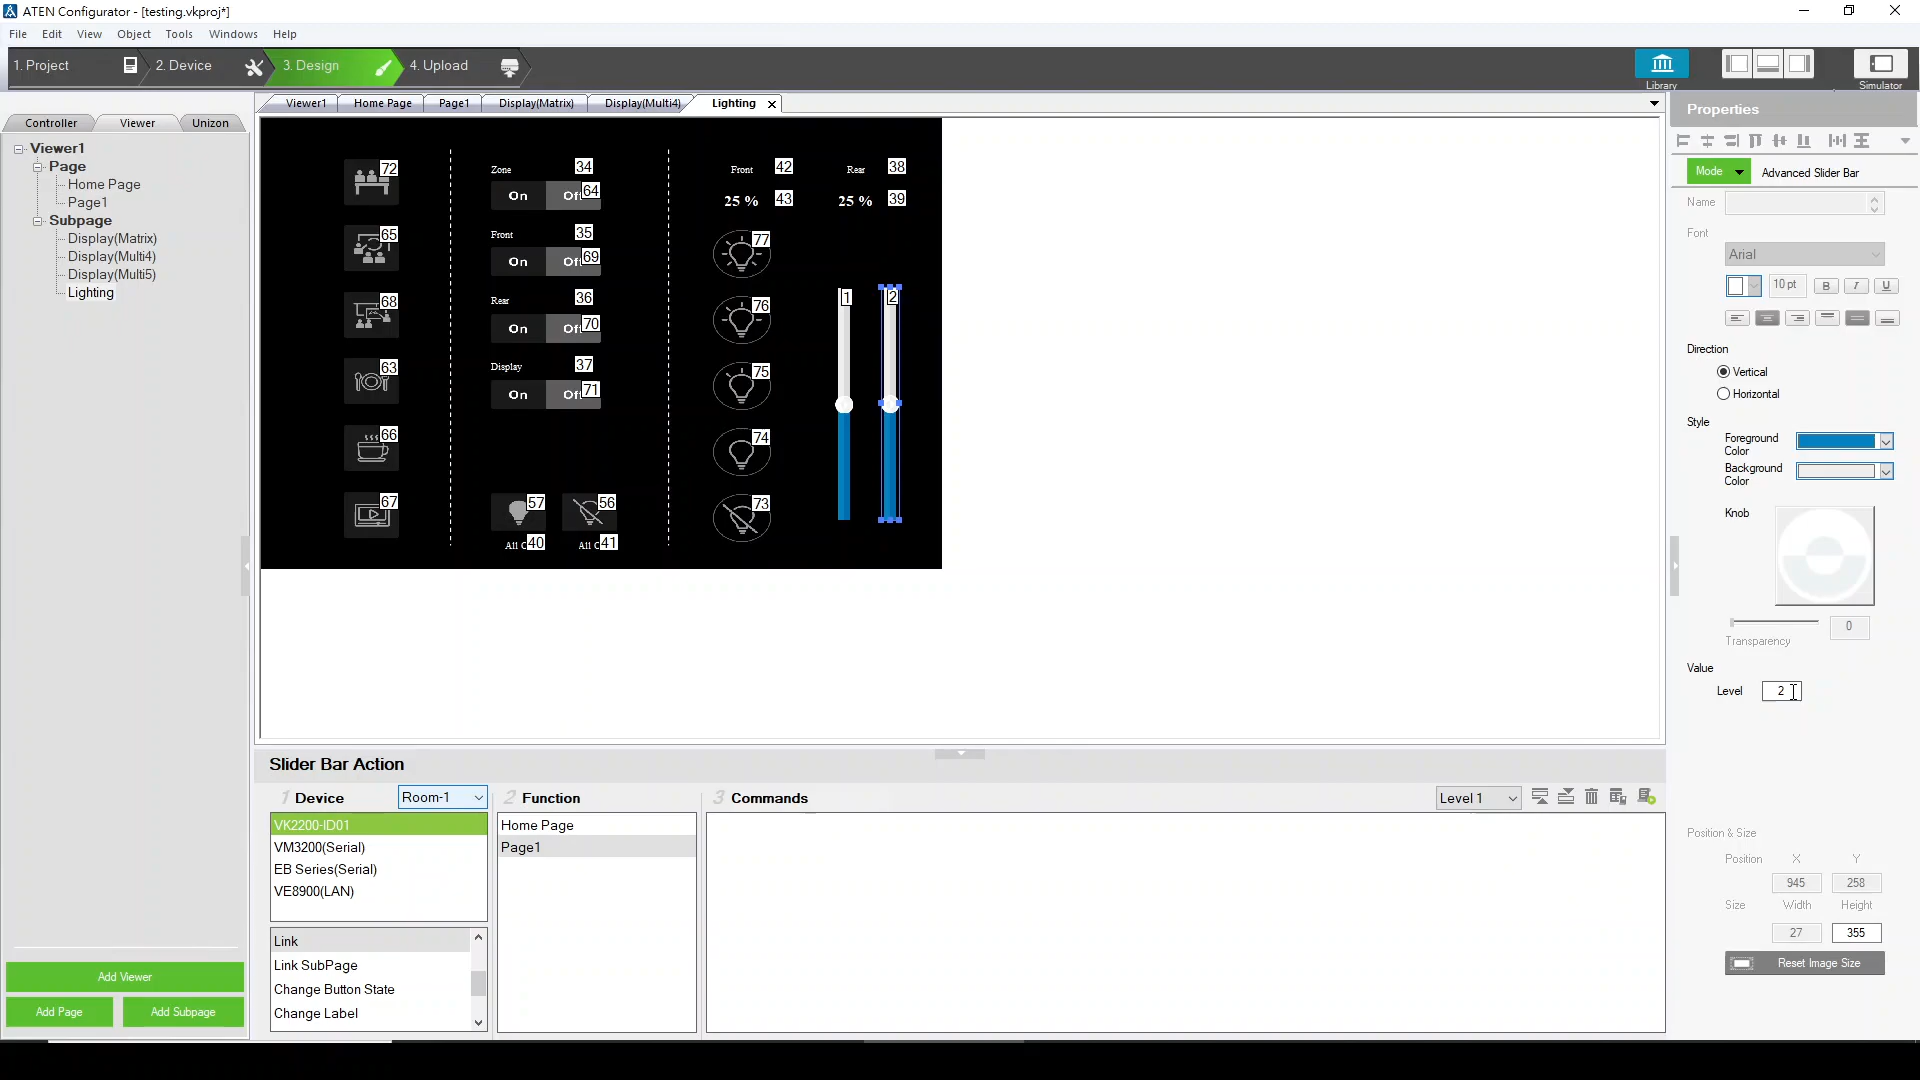 ATEN Configurator - [testing.vkproj*]
File Edit View Object Tools Windows Help
1. Project 2. Device 3. Design 4. Upload
Library Simulator
Controller Viewer Unizon
Viewer1
Page
Home Page
Page1
Subpage
Display(Matrix)
Display(Multi4)
Display(Multi5)
Lighting
Add Viewer
Add Page Add Subpage
Viewer1 Home Page Page1 Display(Matrix) Display(Multi4) Lighting
72 Zone 34 Front 42 Rear 38
On 64 25 % 43 25 % 39
65 Front 35 77
On 69
68 Rear 36 76 1 2
On 70
63 Display 37 75
On 71
66 74
67 57 56 73
All 40 All 41
Slider Bar Action
1 Device Room-1 2 Function 3 Commands Level 1
VK2200-ID01
VM3200(Serial)
EB Series(Serial)
VE8900(LAN)
Link
Link SubPage
Change Button State
Change Label
Home Page
Page1
Properties
Mode Advanced Slider Bar
Name
Font
Arial
10 pt B I U
Direction
Vertical
Horizontal
Style
Foreground
Color
Background
Color
Knob
0
Transparency
Value
Level 2
Position & Size
Position X Y
945 258
Size Width Height
27 355
Reset Image Size